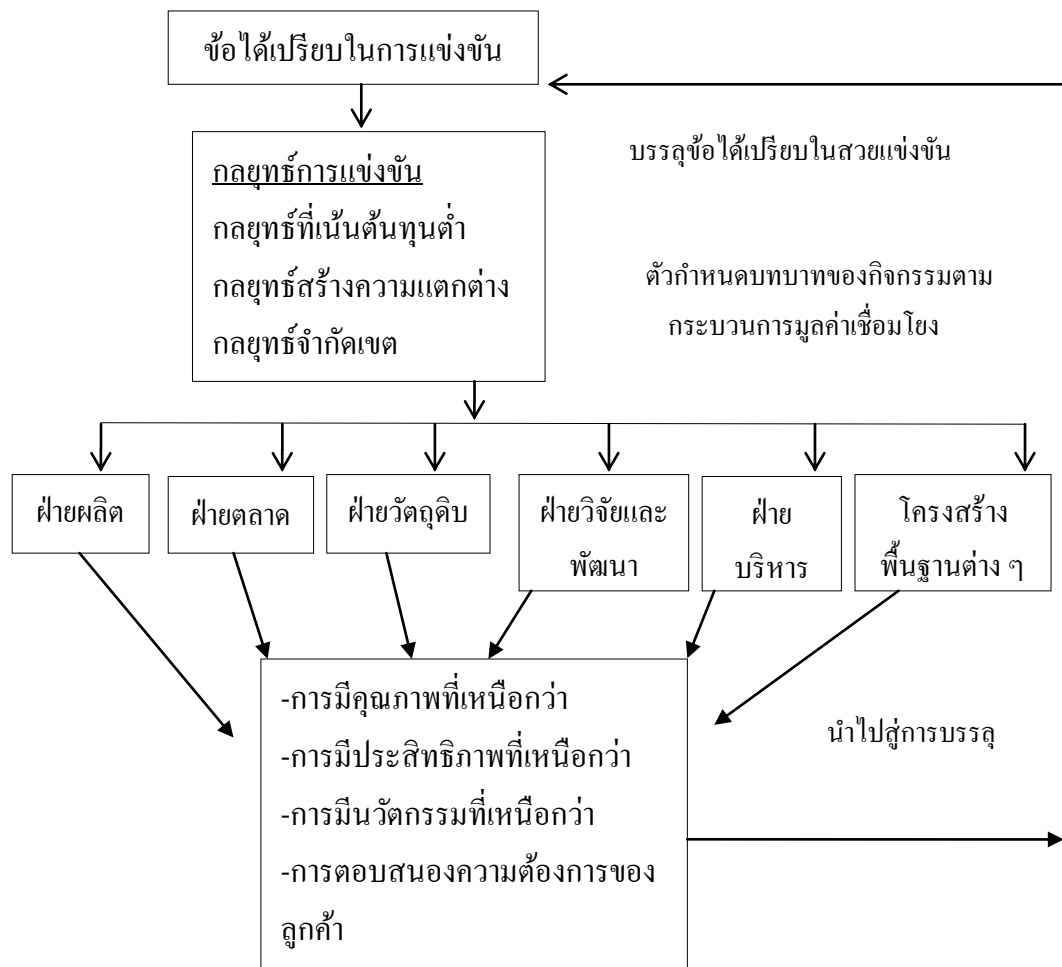 ข้อได้เปรียบในการแข่งขัน
บรรลุข้อได้เปรียบในสวยแข่งขัน
กลยุทธ์การแข่งขัน
กลยุทธ์ที่เน้นต้นทุนต่ำ
กลยุทธ์สร้างความแตกต่าง
กลยุทธ์จำกัดเขต
ตัวกำหนดบทบาทของกิจกรรมตาม
กระบวนการมูลค่าเชื่อมโยง
ฝ่ายผลิต
ฝ่ายตลาด
ฝ่ายวัตถุดิบ
ฝ่ายวิจัยและ
พัฒนา
ฝ่าย
บริหาร
โครงสร้าง
พื้นฐานต่าง ๆ
-การมีคุณภาพที่เหนือกว่า
-การมีประสิทธิภาพที่เหนือกว่า
-การมีนวัตกรรมที่เหนือกว่า
-การตอบสนองความต้องการของ
ลูกค้า
นำไปสู่การบรรลุ